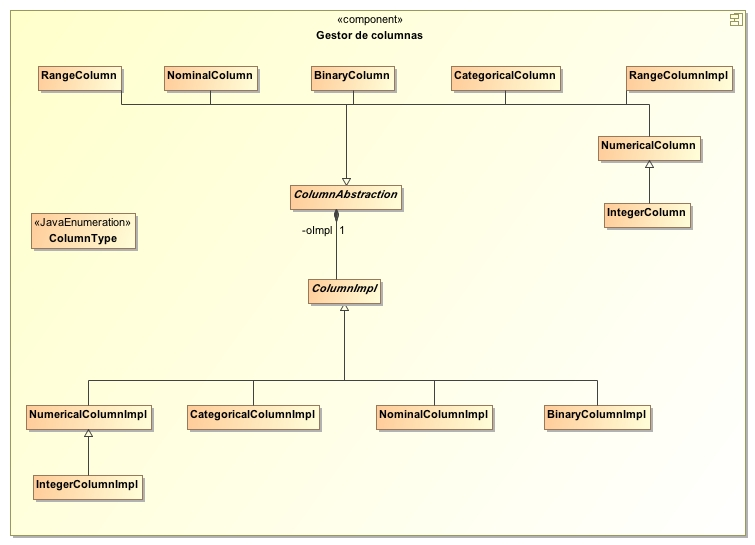 «component»
Gestor de columnas
RangeColumn
NominalColumn
BinaryColumn
CategoricalColumn
RangeColumnImpl
NumericalColumn
ColumnAbstraction
IntegerColumn
«JavaEnumeration»
ColumnType
-oImpl 1
ColumnImpl
NumericalColumnImpl
CategoricalColumnImpl
NominalColumnImpl
BinaryColumnImpl
IntegerColumnImpl